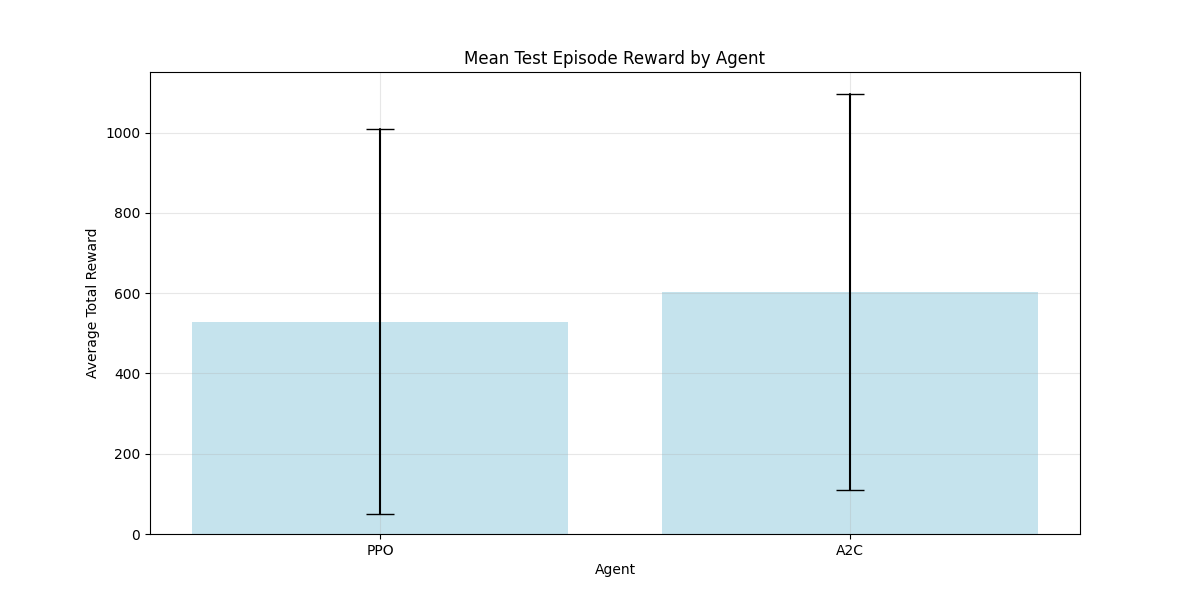 Mean Test Episode Reward by Agent
1000
800
600
400
200
0
Average Total Reward
PPO
A2C
Agent